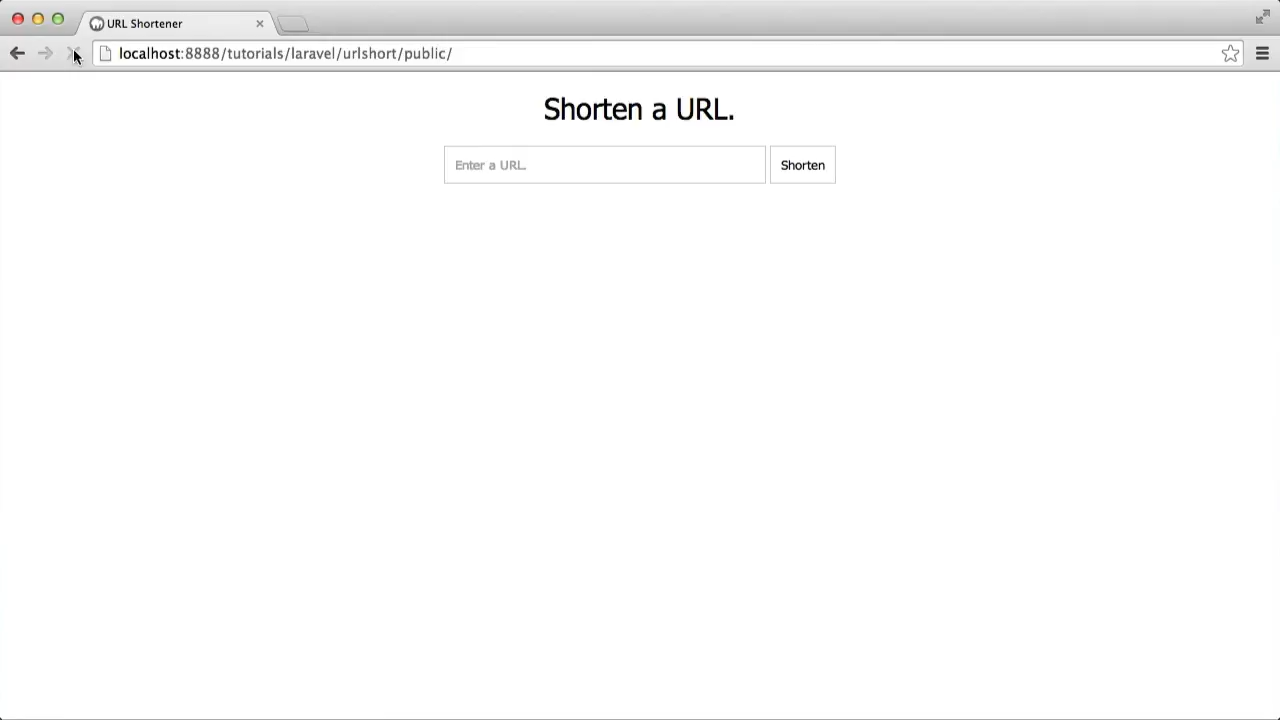 URL Shortener
localhost:8888/tutorials/laravel/urlshort/public/
Shorten a URL.
Enter a URL.
Shorten